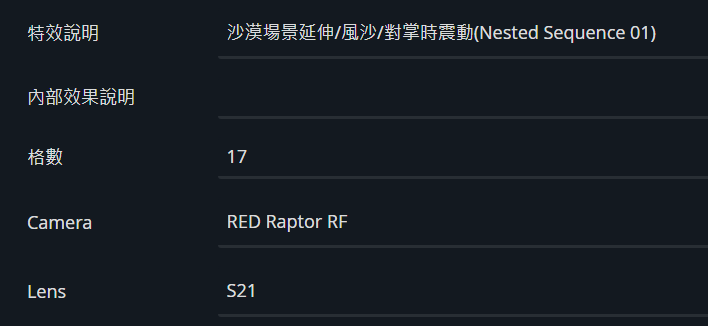 特效說明 沙漠場景延伸/風沙/對掌時震動(Nested Sequence 01)
內部效果說明
格數 17
Camera RED Raptor RF
Lens S21